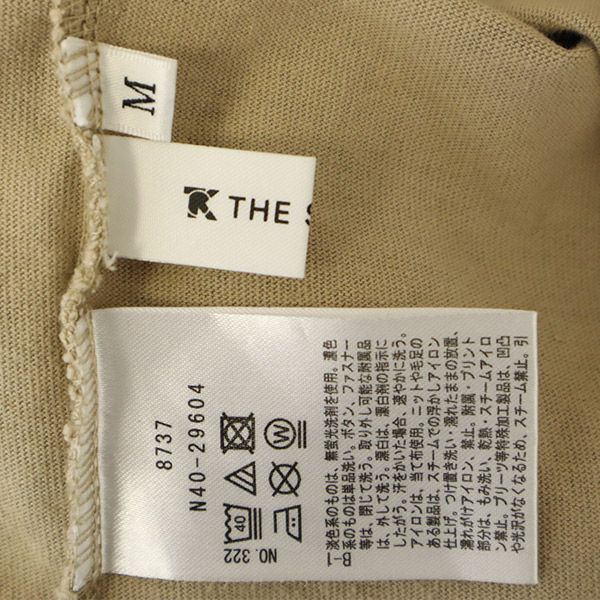 M
THE S
8737
N40-29604
40
W
NO. 322
淡色系のものは、無蛍光洗剤を使用。濃色
B系のものは単品洗い。ボタン、ファスナー
等は、閉じて洗う。取り外し可能な附属品
は、外して洗う。漂白は、漂白剤の指示に
したがう。汗をかいた場合、速やかに洗う。
アイロンは、当て布使用。ニットや毛足の
ある製品は、スチームでの浮かしアイロン
仕上げ。つけ置き洗い・濡れたままの放置、
濡れがけアイロン、禁止。附属・プリント
部分は、もみ洗い、乾熱・スチームアイロ
ン禁止。プリーツ等特殊加工製品は、凹凸
や光沢がなくなるため、スチーム禁止。引